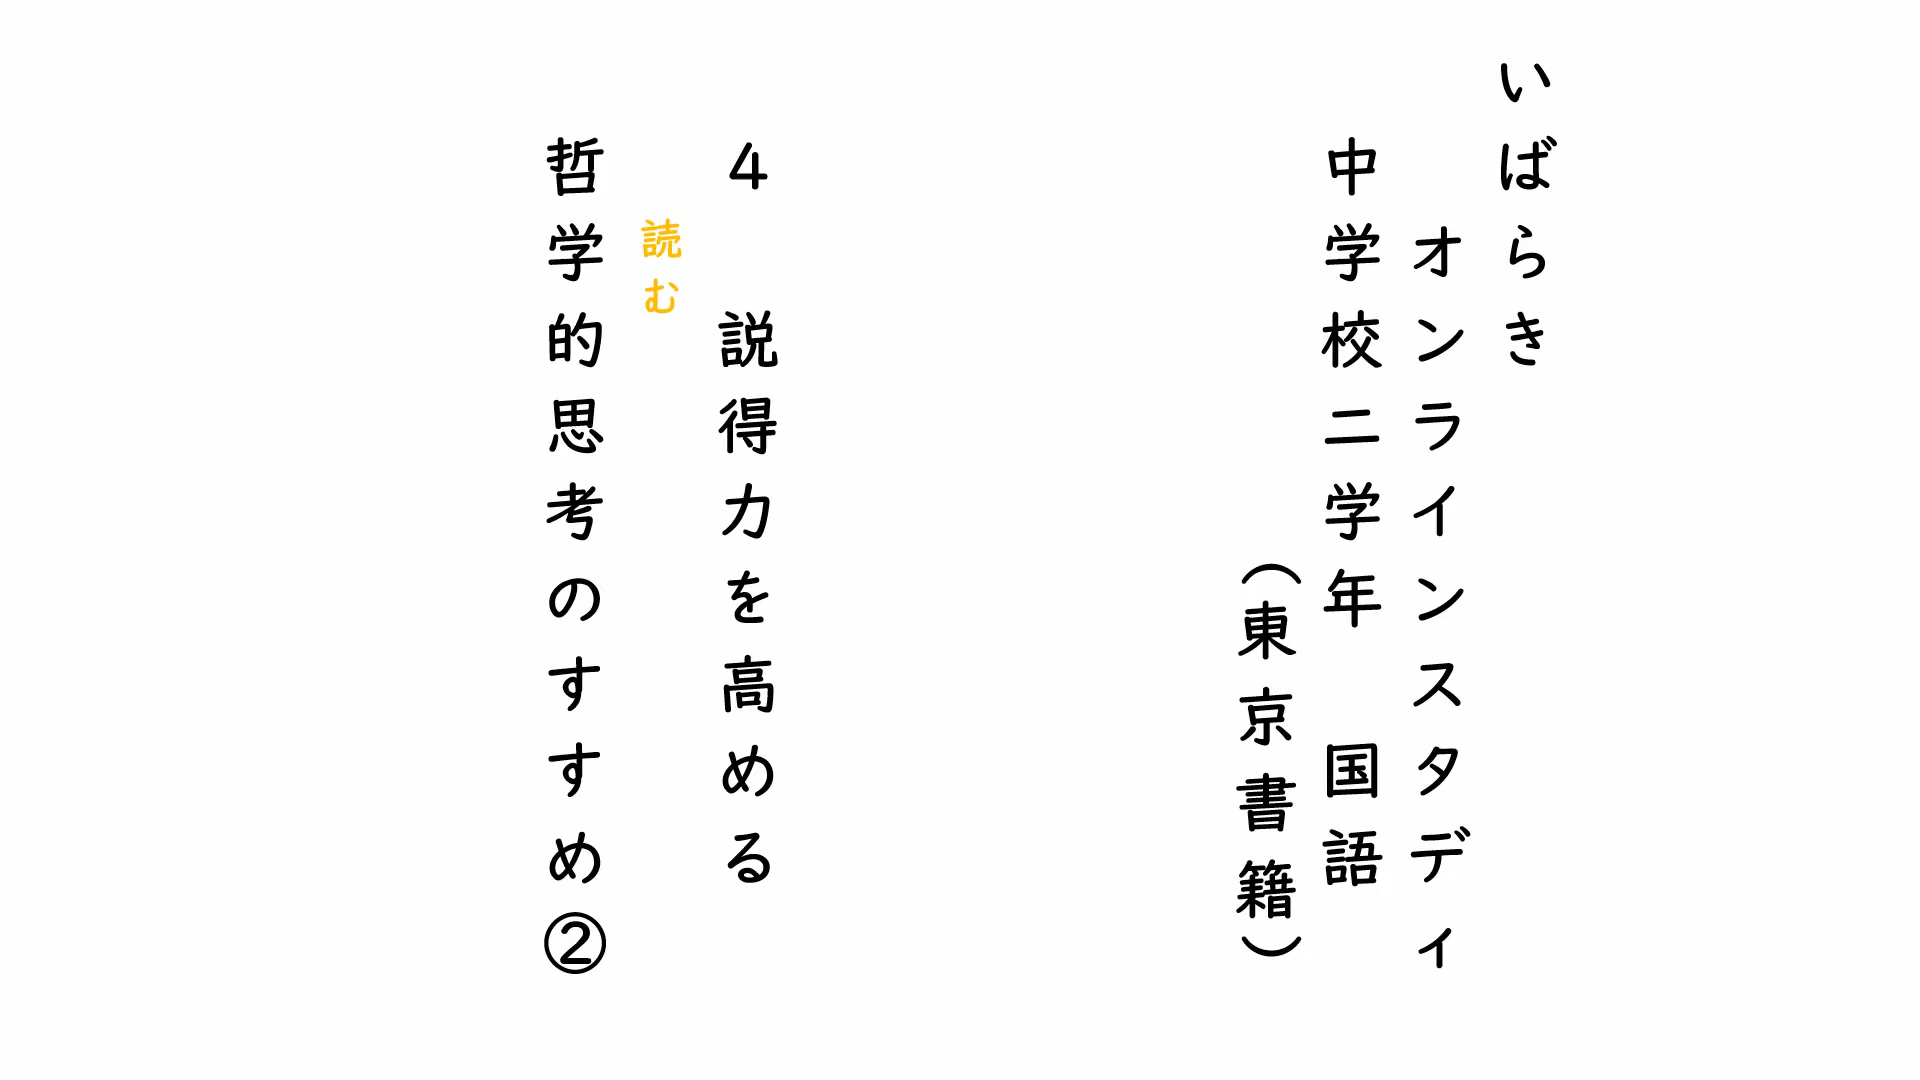 いばらき
オンラインスタディ
中学校二学年　国語
（東京書籍）
４　説得力を高める
読む
哲学的思考のすすめ②